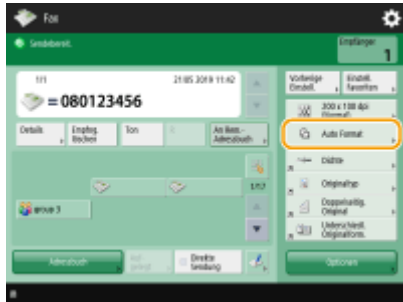 Fax
Sendebereit.
Empfänger
1
1/1
21/05 2019 11:42
= 080123456
Details
Empfng. löschen
Ton
R
An Rem.-
Adressbuch
1/12
group 3
Adressbuch
Direkte
Sendung
Vorherige
Einstell.
Einstell.
Favoriten
200 x 100 dpi
(Normal)
Auto Format
Dichte
Originaltyp
Doppelseitig.
Original
Unterschiedl.
Originalform.
Optionen